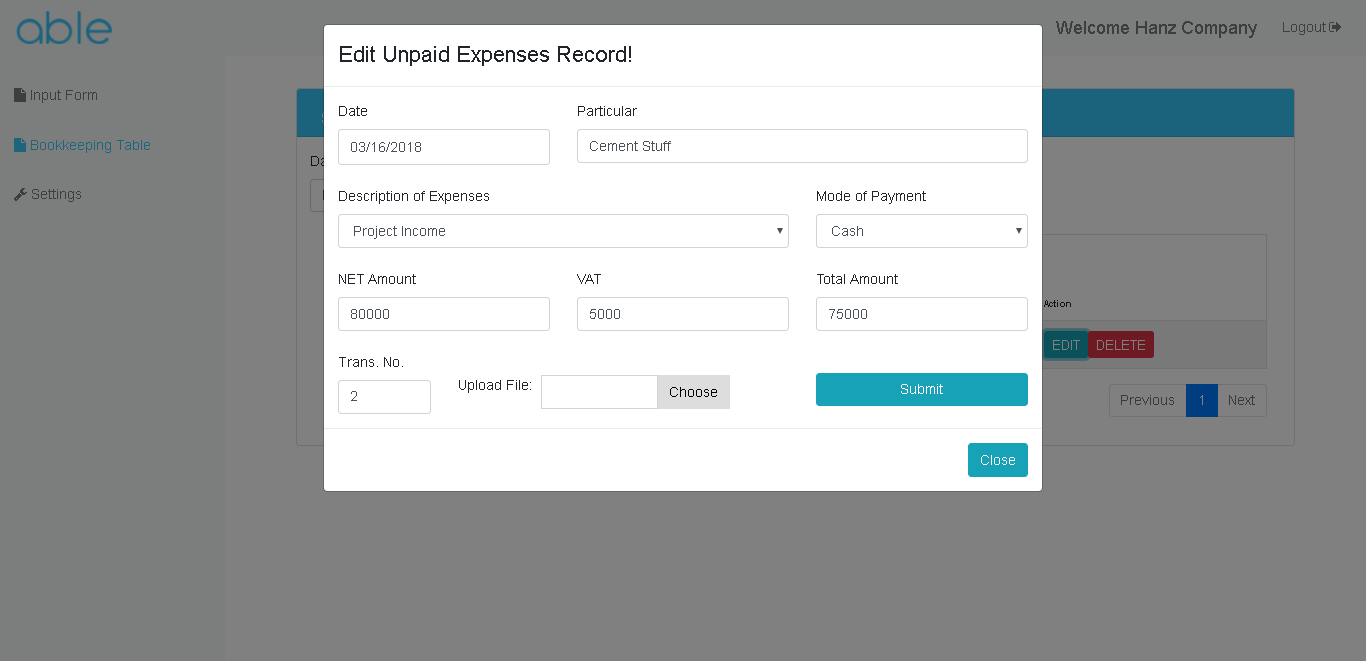 able
Welcome Hanz Company
Logout
Input Form
Bookkeeping Table
Settings
Edit Unpaid Expenses Record!
Date
Particular
03/16/2018
Cement Stuff
Description of Expenses
Mode of Payment
Project Income
Cash
NET Amount
VAT
Total Amount
80000
5000
75000
Trans. No.
2
Upload File:
Choose
Submit
Close
Action
EDIT
DELETE
Previous
1
Next